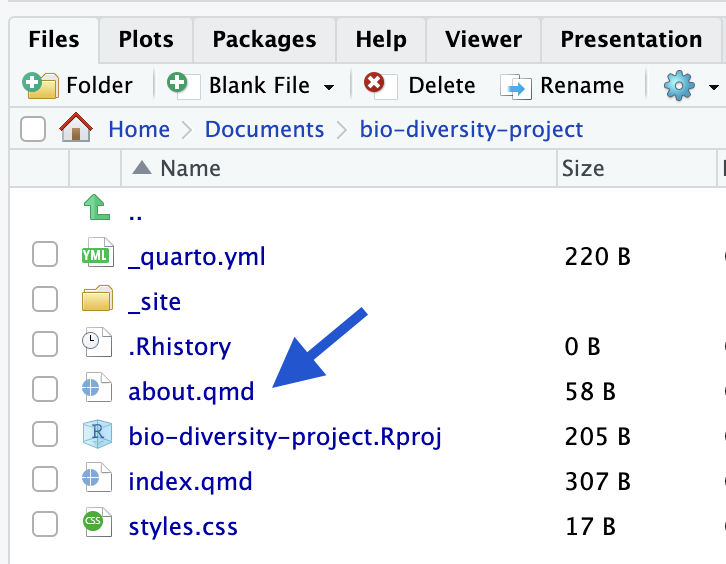 Files Plots Packages Help Viewer Presentation
Folder Blank File Delete Rename
Home Documents bio-diversity-project
Name Size
..
YML _quarto.yml 220 B
_site
.Rhistory 0 B
about.qmd 58 B
R bio-diversity-project.Rproj 205 B
index.qmd 307 B
CSS styles.css 17 B